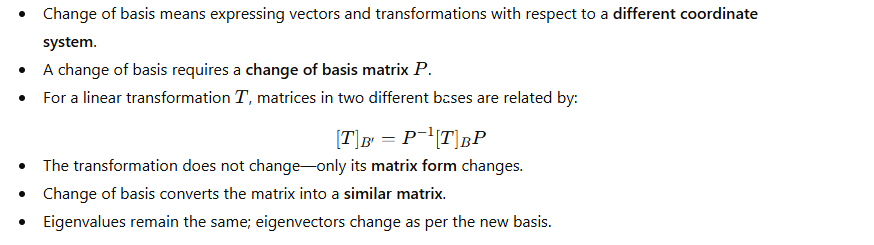 • Change of basis means expressing vectors and transformations with respect to a different coordinate
system.
• A change of basis requires a change of basis matrix P.
• For a linear transformation T, matrices in two different bases are related by:
[T]_{B′} = P⁻¹[T]_B P
• The transformation does not change—only its matrix form changes.
• Change of basis converts the matrix into a similar matrix.
• Eigenvalues remain the same; eigenvectors change as per the new basis.